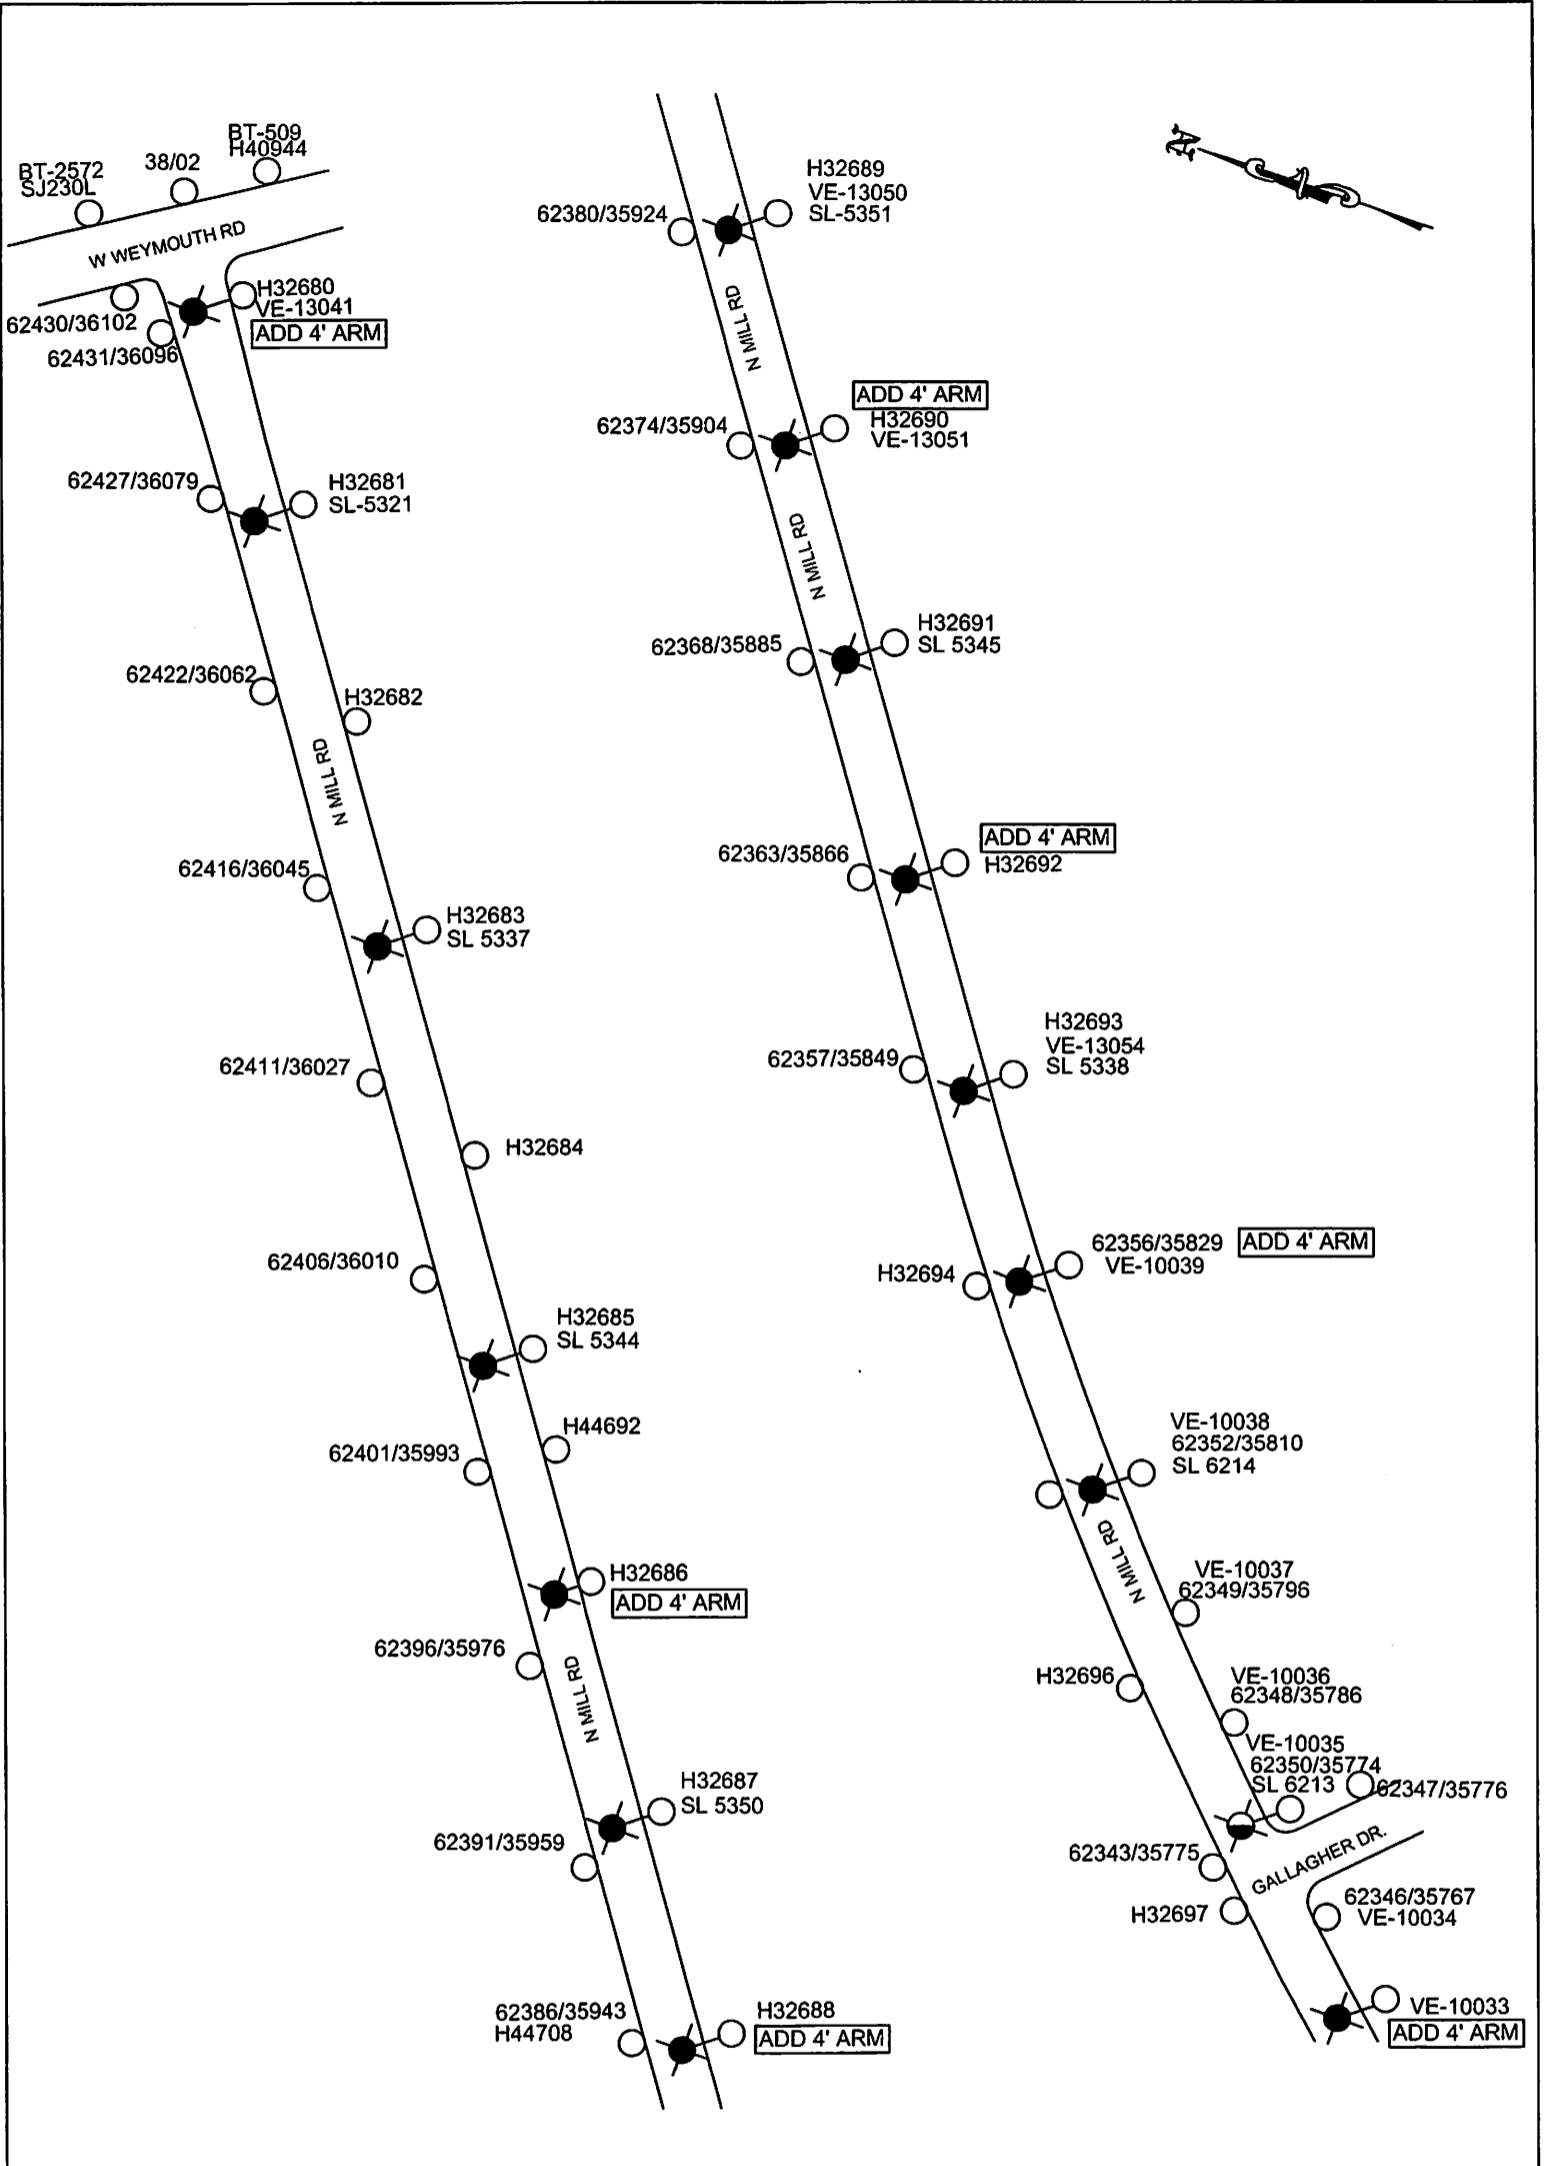 BT-2572
SJ230L
38/02
BT-509
H40944
W WEYMOUTH RD
62430/36102
62431/36096
H32680
VE-13041
ADD 4' ARM
62427/36079
H32681
SL-5321
62422/36062
H32682
N MILL RD
62416/36045
H32683
SL 5337
62411/36027
H32684
62406/36010
H32685
SL 5344
H44692
62401/35993
H32686
ADD 4' ARM
62396/35976
N MILL RD
H32687
SL 5350
62391/35959
62386/35943
H44708
H32688
ADD 4' ARM
N
H32689
VE-13050
SL-5351
62380/35924
N MILL RD
ADD 4' ARM
H32690
VE-13051
62374/35904
N MILL RD
H32691
SL 5345
62368/35885
ADD 4' ARM
H32692
62363/35866
H32693
VE-13054
SL 5338
62357/35849
62356/35829
VE-10039
ADD 4' ARM
H32694
VE-10038
62352/35810
SL 6214
N MILL RD
VE-10037
62349/35796
H32696
VE-10036
62348/35786
VE-10035
62350/35774
SL 6213
62347/35776
GALLAGHER DR.
62343/35775
H32697
62346/35767
VE-10034
VE-10033
ADD 4' ARM